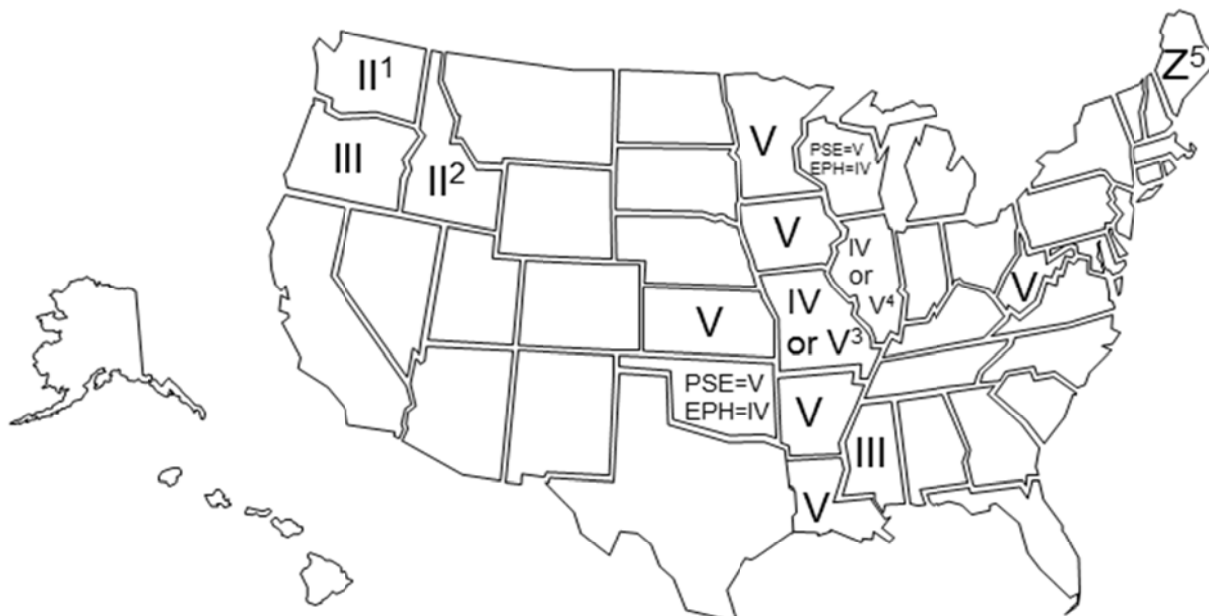 II¹
III
II²
V
PSE=V
EPH=IV
Z⁵
V
IV
or
V⁴
V
V
IV
or V³
PSE=V
EPH=IV
V
III
V